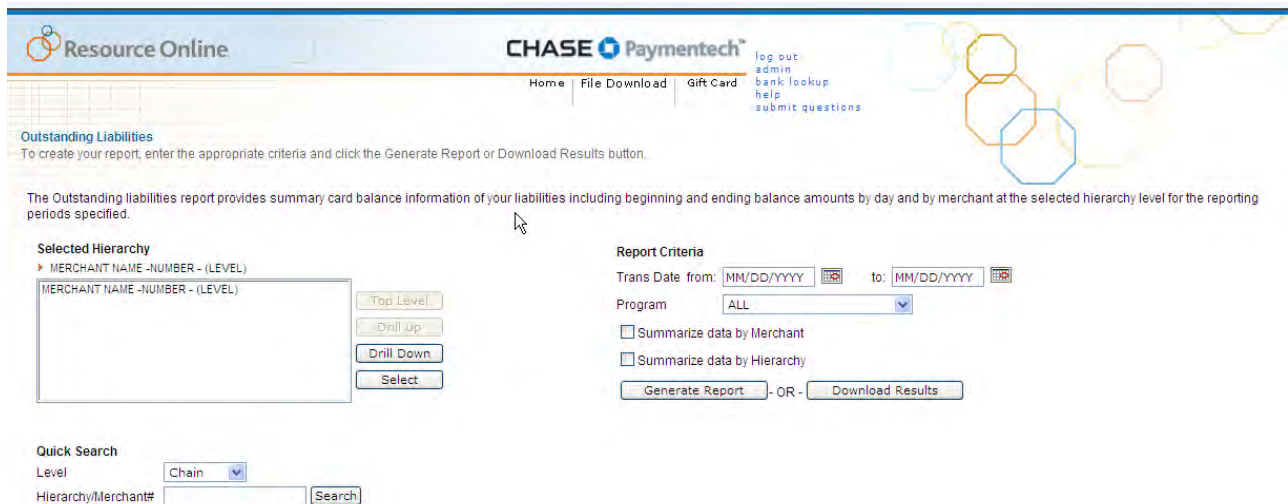 Resource Online
CHASE Paymentech™
log out
admin
bank lookup
help
submit questions
Home File Download Gift Card
Outstanding Liabilities
To create your report, enter the appropriate criteria and click the Generate Report or Download Results button.
The Outstanding liabilities report provides summary card balance information of your liabilities including beginning and ending balance amounts by day and by merchant at the selected hierarchy level for the reporting
periods specified.
Selected Hierarchy
MERCHANT NAME -NUMBER - (LEVEL)
MERCHANT NAME -NUMBER - (LEVEL)
Top Level
Drill Up
Drill Down
Select
Report Criteria
Trans Date from: MM/DD/YYYY to: MM/DD/YYYY
Program ALL
Summarize data by Merchant
Summarize data by Hierarchy
Generate Report - OR - Download Results
Quick Search
Level Chain
Hierarchy/Merchant# Search